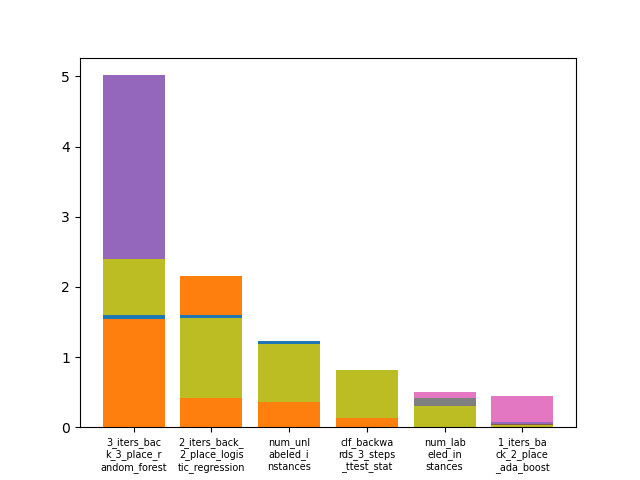 5
4
3
2
1
0
3_iters_bac
k_3_place_r
andom_forest
2_iters_back_
2_place_logis
tic_regression
num_unl
abeled_i
nstances
clf_backwa
rds_3_steps
_ttest_stat
num_lab
eled_in
stances
1_iters_ba
ck_2_place
_ada_boost